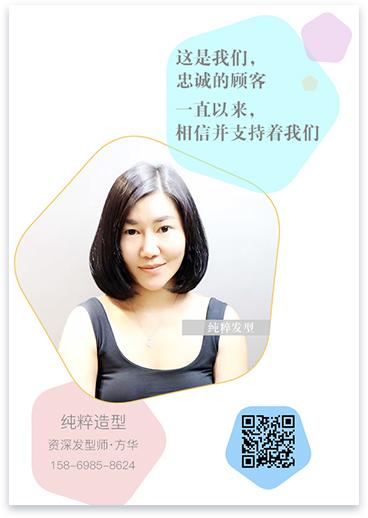 这是我们，
忠诚的顾客
一直以来，
相信并支持着我们
纯粹发型
纯粹造型
资深发型师·方华
158-6985-8624